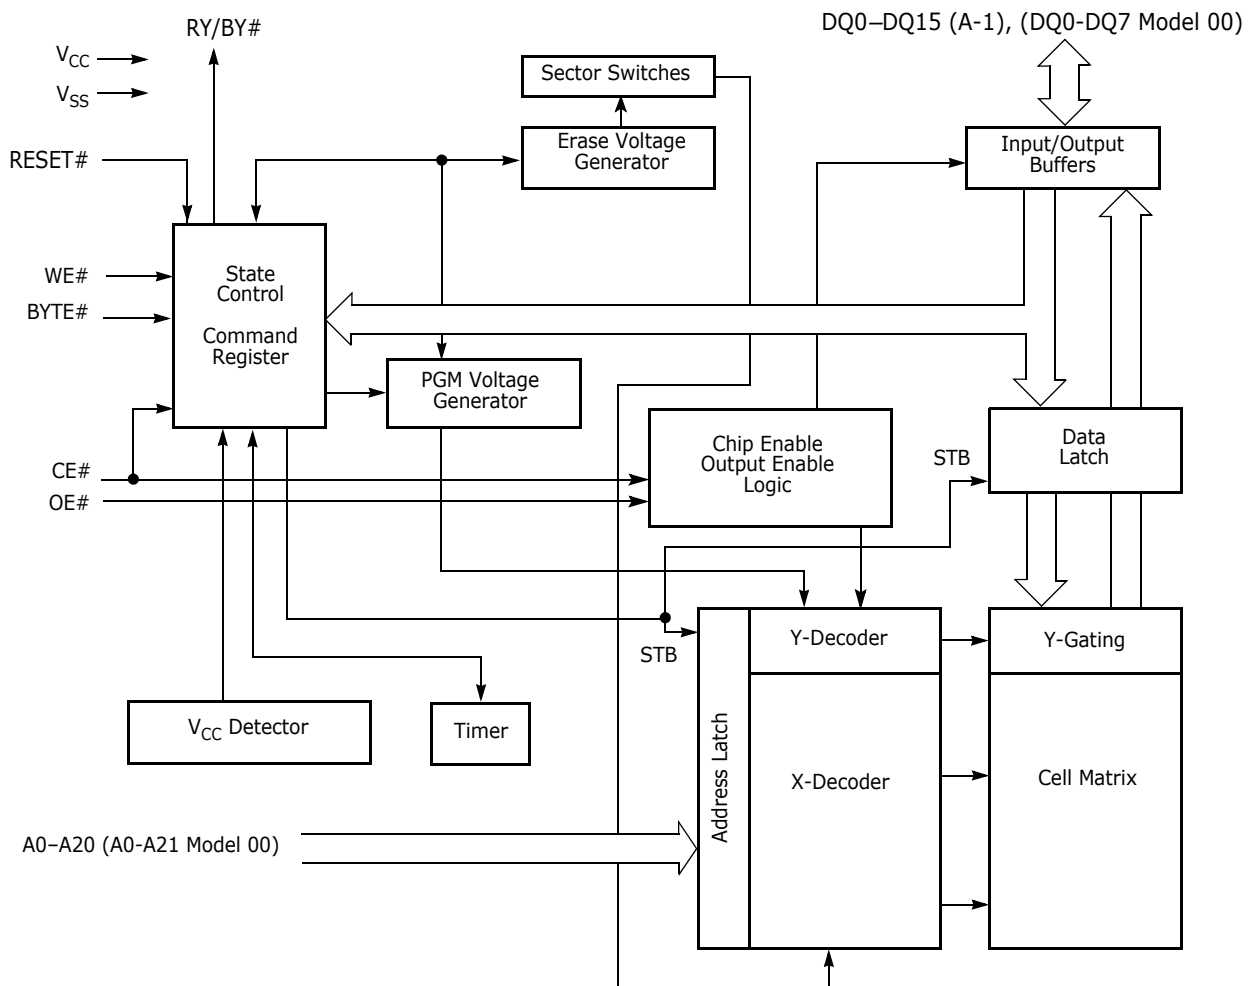 RY/BY#
DQ0–DQ15 (A-1), (DQ0-DQ7 Model 00)
VCC
VSS
Sector Switches
RESET#
Erase Voltage
Generator
Input/Output
Buffers
WE#
BYTE#
State
Control
Command
Register
PGM Voltage
Generator
CE#
OE#
Chip Enable
Output Enable
Logic
STB
Data
Latch
STB
Y-Decoder
Y-Gating
VCC Detector
Timer
Address Latch
X-Decoder
Cell Matrix
A0–A20 (A0-A21 Model 00)